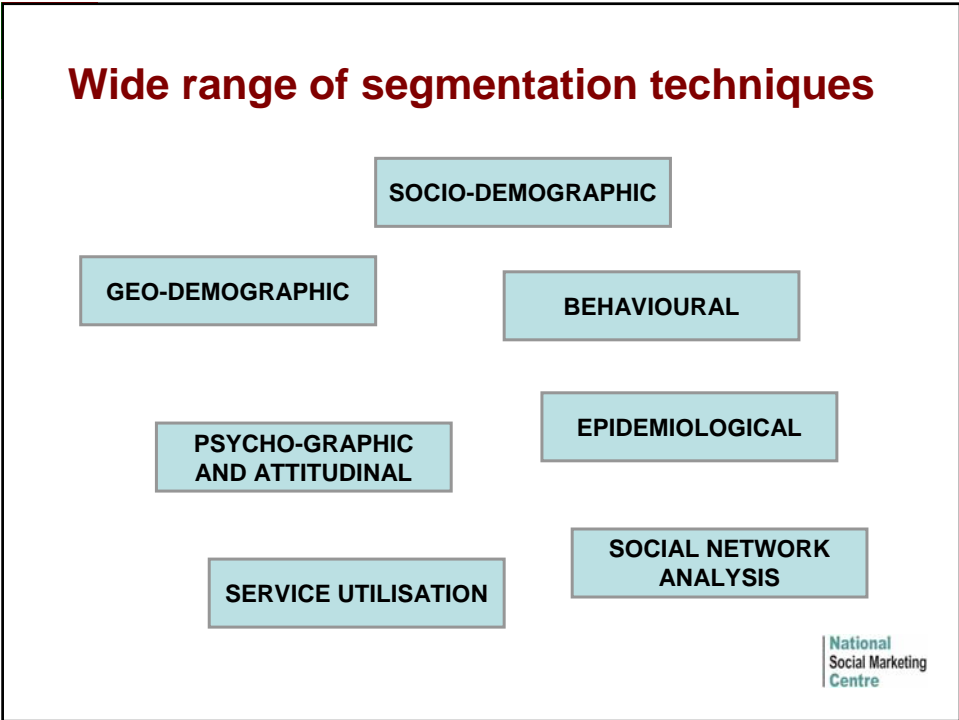 Wide range of segmentation techniques
SOCIO-DEMOGRAPHIC
GEO-DEMOGRAPHIC
BEHAVIOURAL
EPIDEMIOLOGICAL
PSYCHO-GRAPHIC
AND ATTITUDINAL
SOCIAL NETWORK
ANALYSIS
SERVICE UTILISATION
National
Social Marketing
Centre